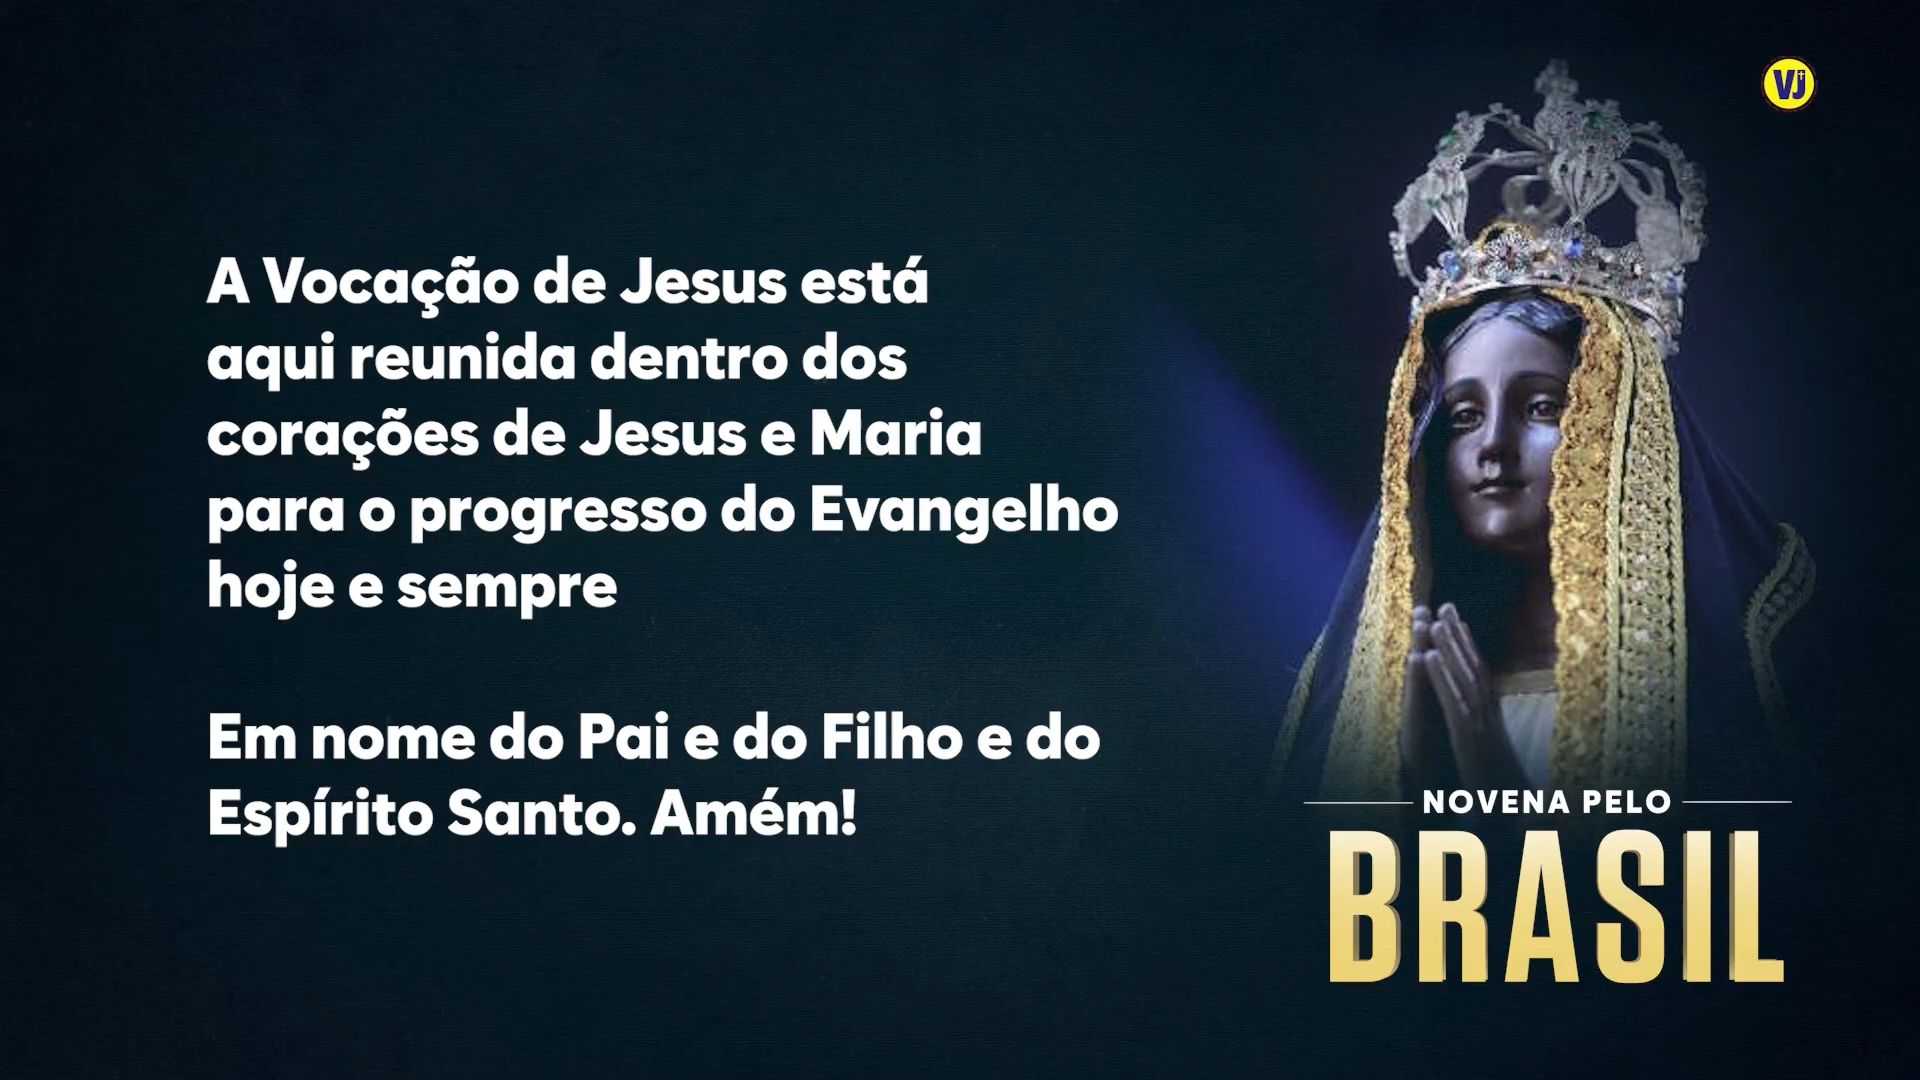 VJ
A Vocação de Jesus está
aqui reunida dentro dos
corações de Jesus e Maria
para o progresso do Evangelho
hoje e sempre
Em nome do Pai e do Filho e do
Espírito Santo. Amém!
NOVENA PELO
BRASIL